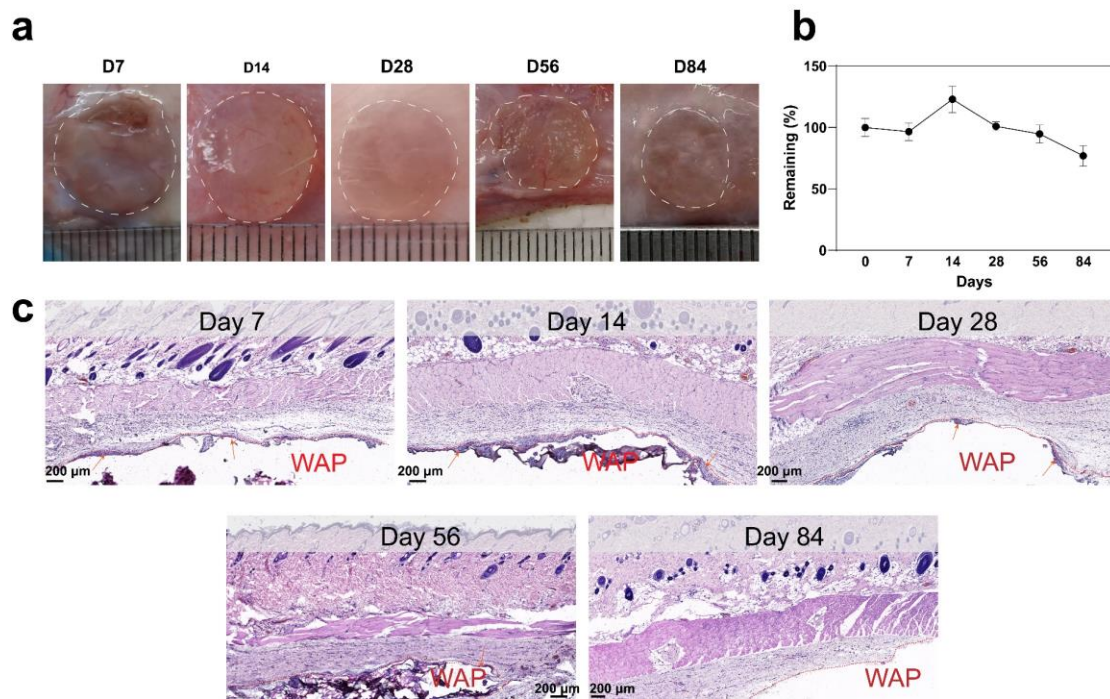 a
D7 D14 D28 D56 D84
b
150
100
50
0
Remaining (%)
0 7 14 28 56 84
Days
c
Day 7
WAP
200 µm
Day 14
WAP
200 µm
Day 28
WAP
200 µm
Day 56
WAP
200 µm
Day 84
WAP
200 µm